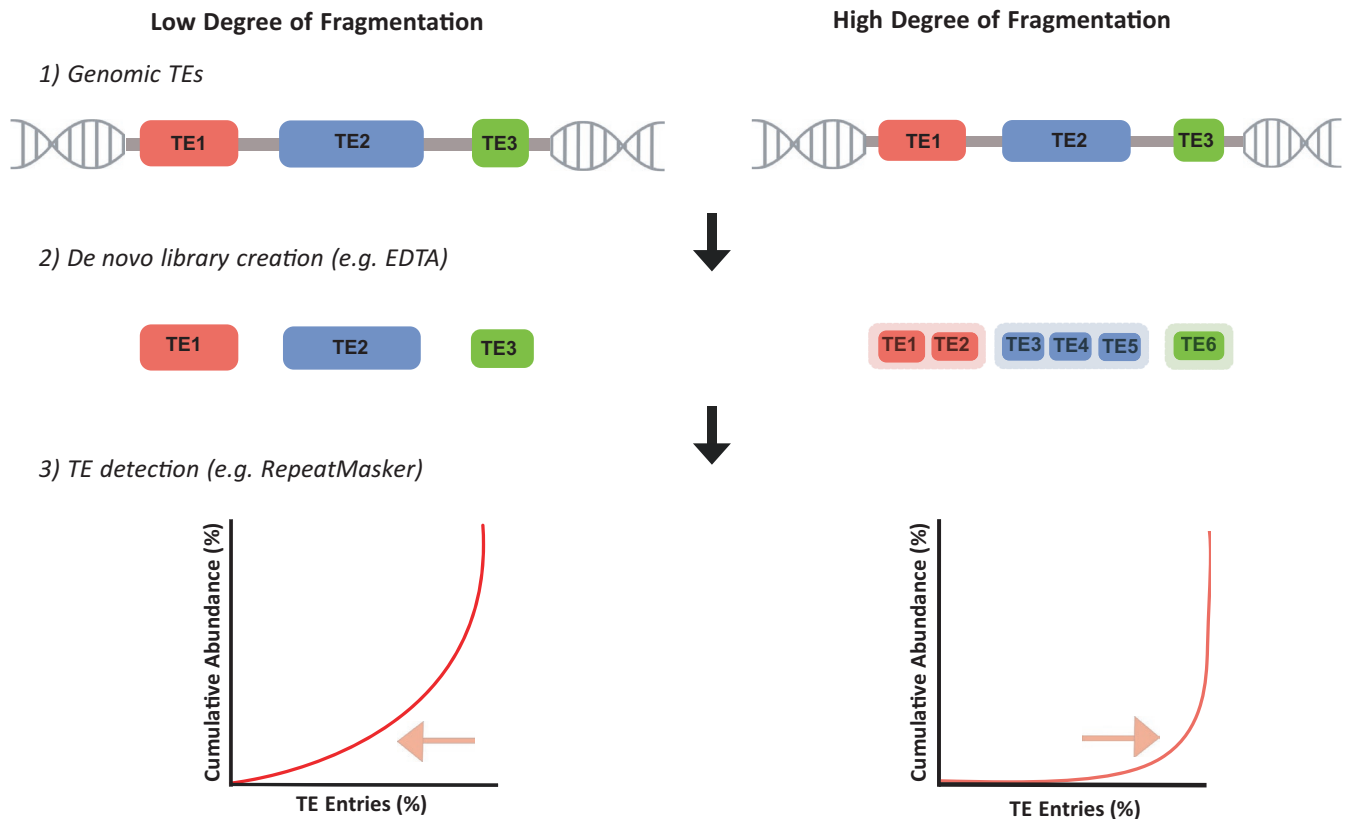 Low Degree of Fragmentation
High Degree of Fragmentation
1) Genomic TEs
TE1 TE2 TE3
TE1 TE2 TE3
2) De novo library creation (e.g. EDTA)
TE1 TE2 TE3
TE1 TE2 TE3 TE4 TE5 TE6
3) TE detection (e.g. RepeatMasker)
Cumulative Abundance (%)
TE Entries (%)
Cumulative Abundance (%)
TE Entries (%)